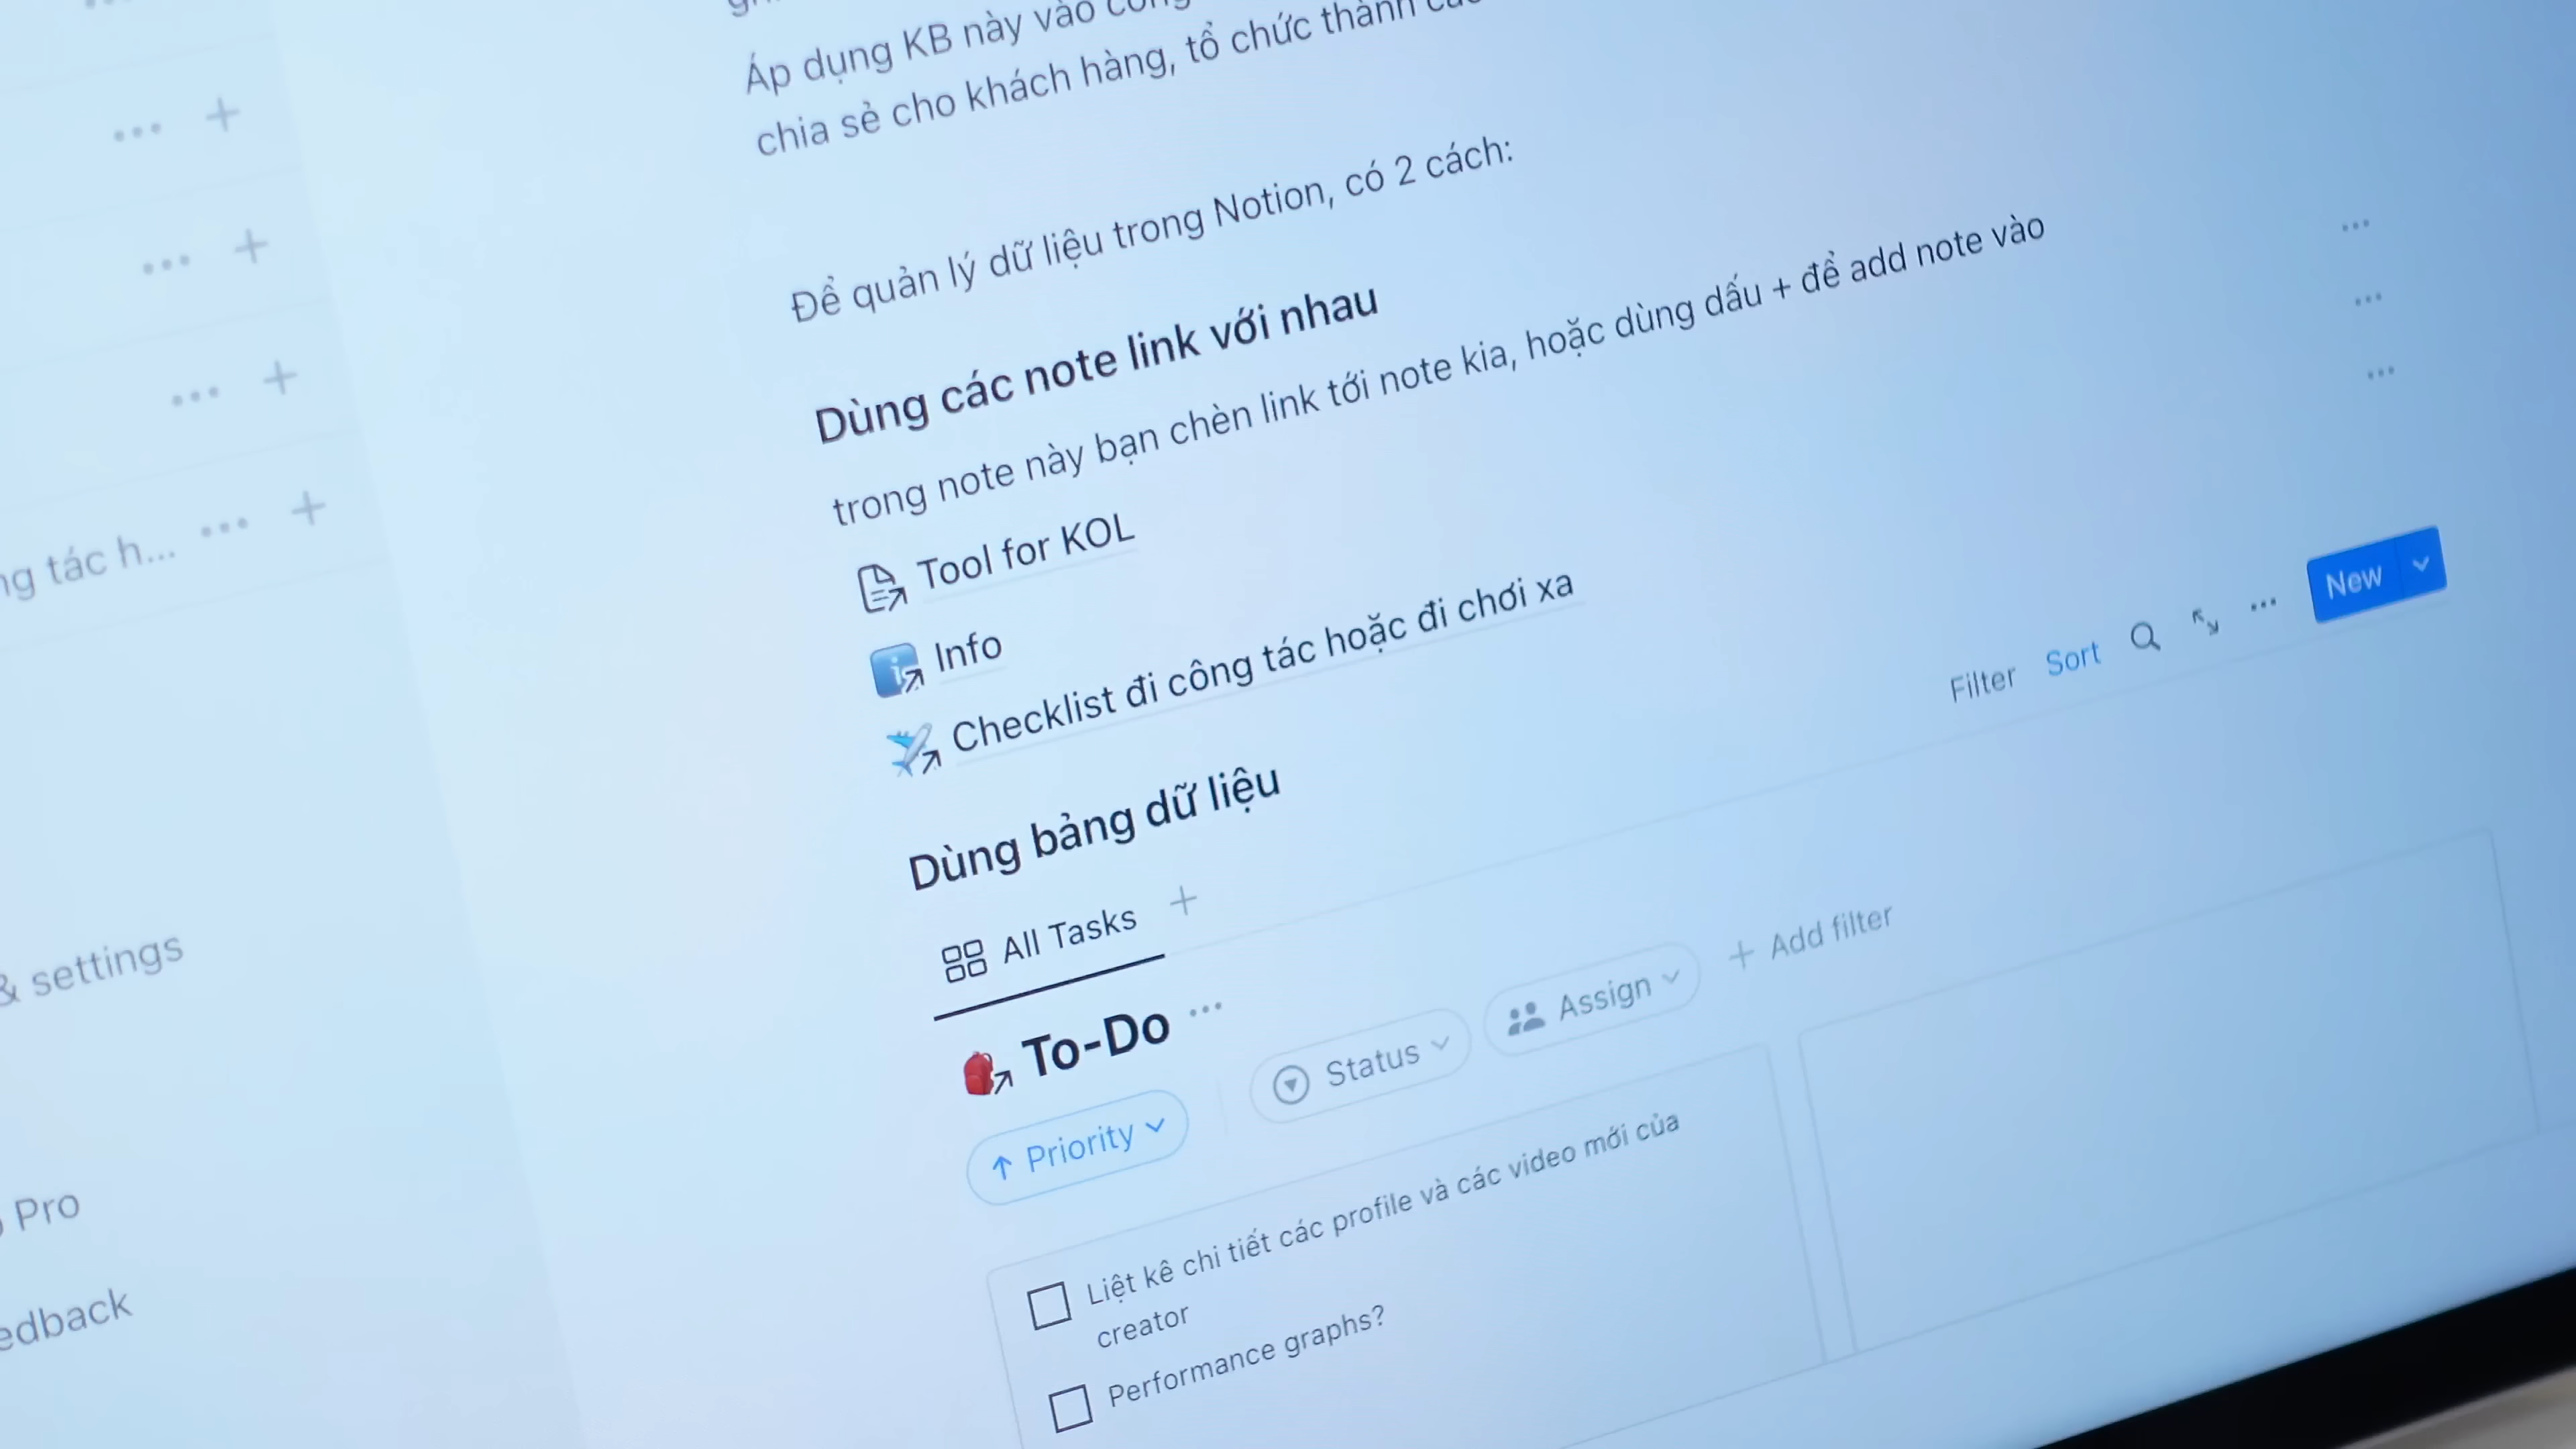 Áp dụng KB này vào
chia sẻ cho khách hàng, tổ chức thành
Để quản lý dữ liệu trong Notion, có 2 cách:
Dùng các note link với nhau
trong note này bạn chèn link tới note kia, hoặc dùng dấu + để add note vào
Tool for KOL
Info
Checklist đi công tác hoặc đi chơi xa
Dùng bảng dữ liệu
All Tasks +
Filter Sort ... New
To-Do ...
↑ Priority Status Assign + Add filter
Liệt kê chi tiết các profile và các video mới của
creator
Performance graphs?
... +
... +
... +
tác h... ... +
& settings
Pro